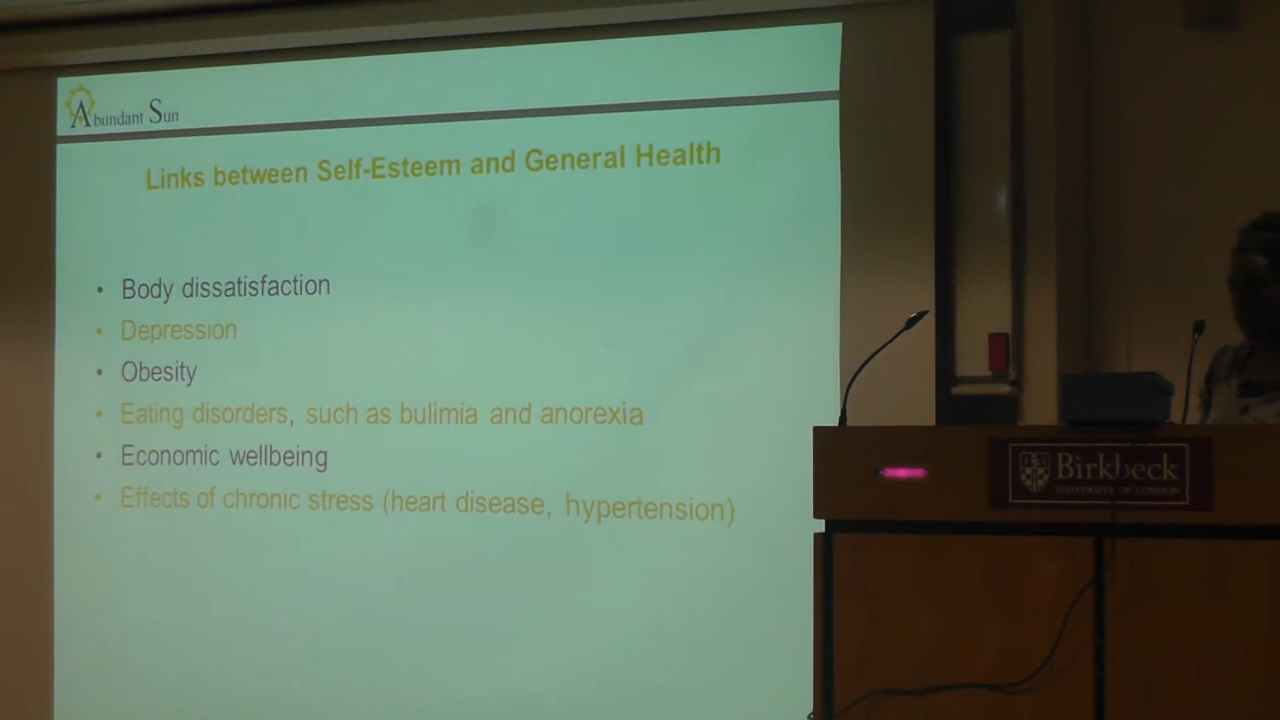 Abundant Sun
Links between Self-Esteem and General Health
• Body dissatisfaction
• Depression
• Obesity
• Eating disorders, such as bulimia and anorexia
• Economic wellbeing
• Effects of chronic stress (heart disease, hypertension)
Birkbeck
UNIVERSITY OF LONDON